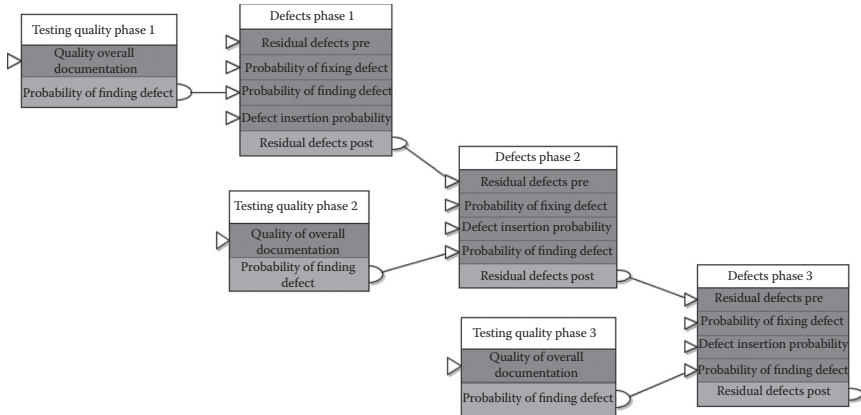 Testing quality phase 1
Quality overall
documentation
Probability of finding defect
Defects phase 1
Residual defects pre
Probability of fixing defect
Probability of finding defect
Defect insertion probability
Residual defects post
Testing quality phase 2
Quality of overall
documentation
Probability of finding
defect
Defects phase 2
Residual defects pre
Probability of fixing defect
Defect insertion probability
Probability of finding defect
Residual defects post
Testing quality phase 3
Quality of overall
documentation
Probability of finding defect
Defects phase 3
Residual defects pre
Probability of fixing defect
Defect insertion probability
Probability of finding defect
Residual defects post